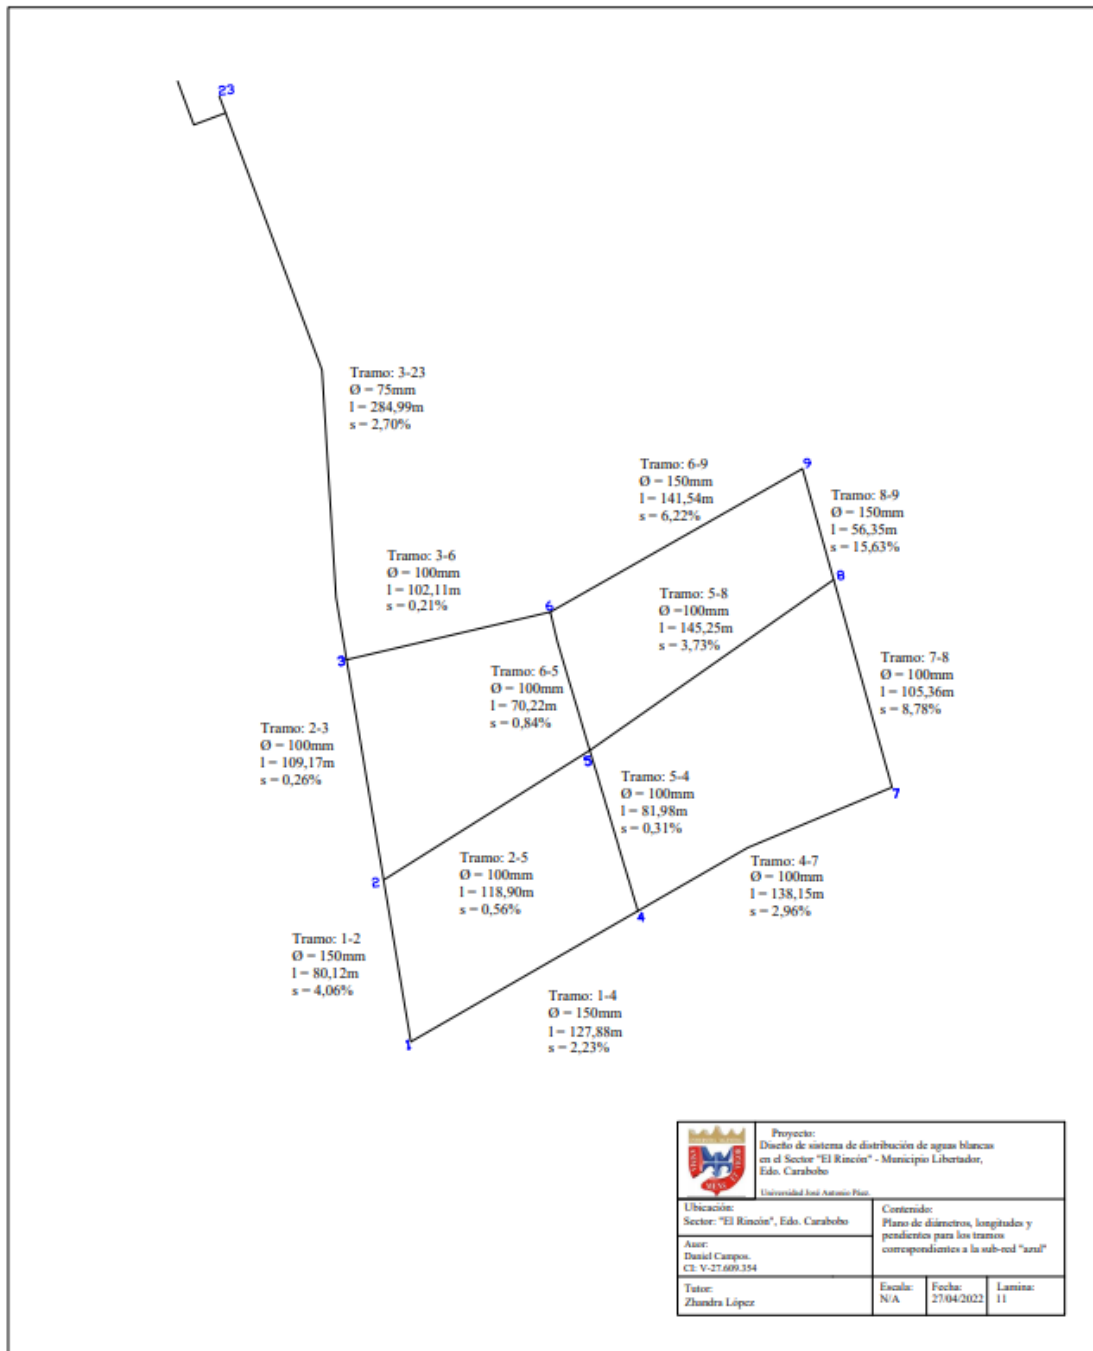 23
Tramo: 3-23
Ø = 75mm
l = 284,99m
s = 2,70%
Tramo: 6-9
Ø = 150mm
l = 141,54m
s = 6,22%
9
Tramo: 8-9
Ø = 150mm
l = 56,35m
s = 15,63%
Tramo: 3-6
Ø = 100mm
l = 102,11m
s = 0,21%
6
Tramo: 5-8
Ø =100mm
l = 145,25m
s = 3,73%
8
3
Tramo: 6-5
Ø = 100mm
l = 70,22m
s = 0,84%
Tramo: 7-8
Ø = 100mm
l = 105,36m
s = 8,78%
Tramo: 2-3
Ø = 100mm
l = 109,17m
s = 0,26%
5
Tramo: 5-4
Ø = 100mm
l = 81,98m
s = 0,31%
7
2
Tramo: 2-5
Ø = 100mm
l = 118,90m
s = 0,56%
Tramo: 4-7
Ø = 100mm
l = 138,15m
s = 2,96%
4
Tramo: 1-2
Ø = 150mm
l = 80,12m
s = 4,06%
Tramo: 1-4
Ø = 150mm
l = 127,88m
s = 2,23%
1
Proyecto:
Diseño de sistema de distribución de aguas blancas
en el Sector "El Rincón" - Municipio Libertador,
Edo. Carabobo
Universidad José Antonio Páez.
Ubicación:
Sector: "El Rincón", Edo. Carabobo
Contenido:
Plano de diámetros, longitudes y
pendientes para los tramos
correspondientes a la sub-red "azul"
Daniel Campos.
CI: V-27.609.354
Tutor:
Zhandra López
Escala:
N/A
Fecha:
27/04/2022
Lamina:
11